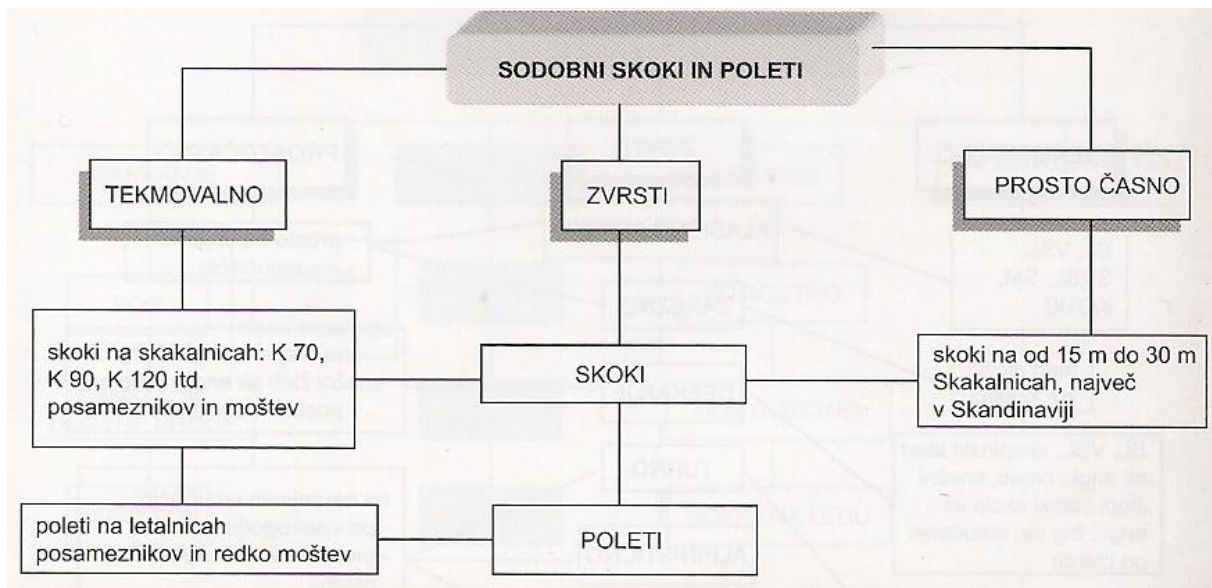 SODOBNI SKOKI IN POLETI
TEKMOVALNO
ZVRSTI
PROSTO ČASNO
skoki na skakalnicah: K 70,
K 90, K 120 itd.
posameznikov in moštev
SKOKI
skoki na od 15 m do 30 m
Skakalnicah, največ
v Skandinaviji
poleti na letalnicah
posameznikov in redko moštev
POLETI